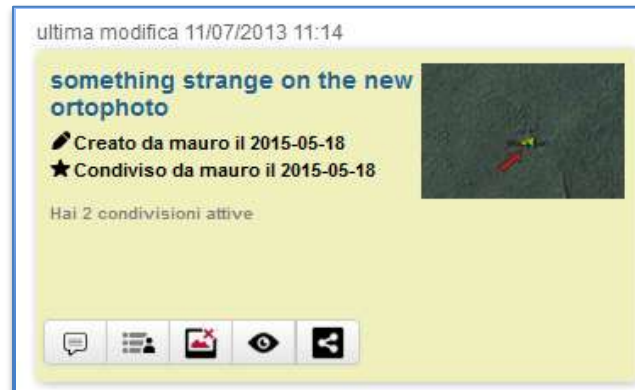 ultima modifica 11/07/2013 11:14
something strange on the new
ortophoto
Creato da mauro il 2015-05-18
Condiviso da mauro il 2015-05-18
Hai 2 condivisioni attive